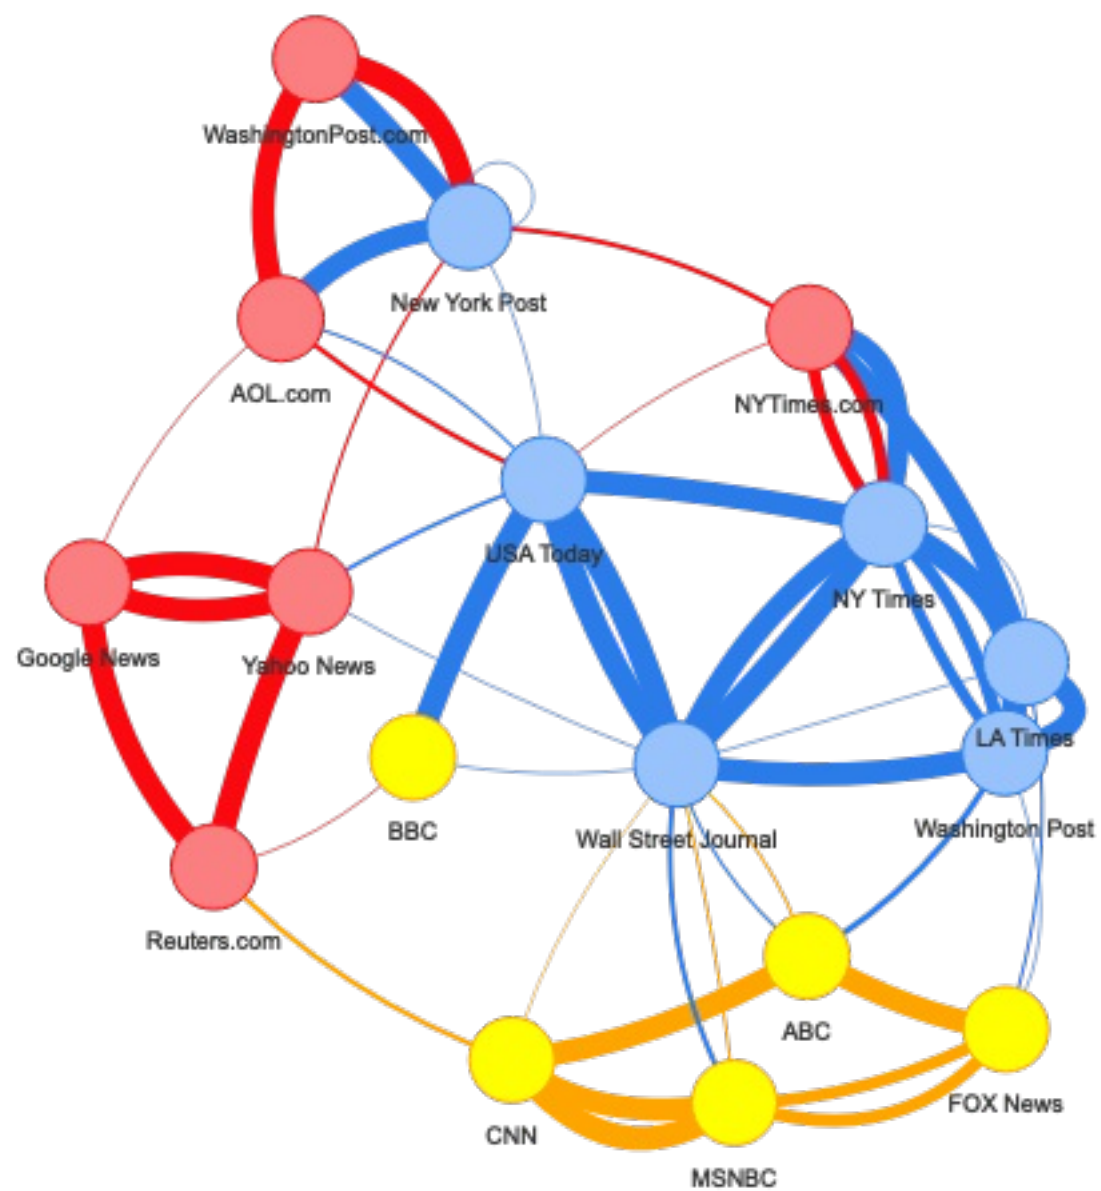 WashingtonPost.com
New York Post
AOL.com
NYTimes.com
USA Today
NY Times
Google News
Yahoo News
LA Times
BBC
Wall Street Journal
Washington Post
Reuters.com
ABC
FOX News
CNN
MSNBC